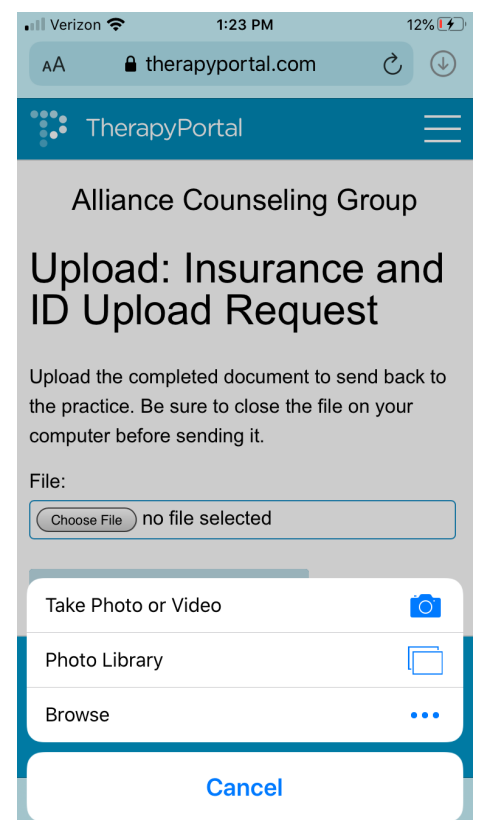 Verizon 1:23 PM 12%
AA therapyportal.com
TherapyPortal
Alliance Counseling Group
Upload: Insurance and
ID Upload Request
Upload the completed document to send back to
the practice. Be sure to close the file on your
computer before sending it.
File:
Choose File no file selected
Take Photo or Video
Photo Library
Browse
Cancel